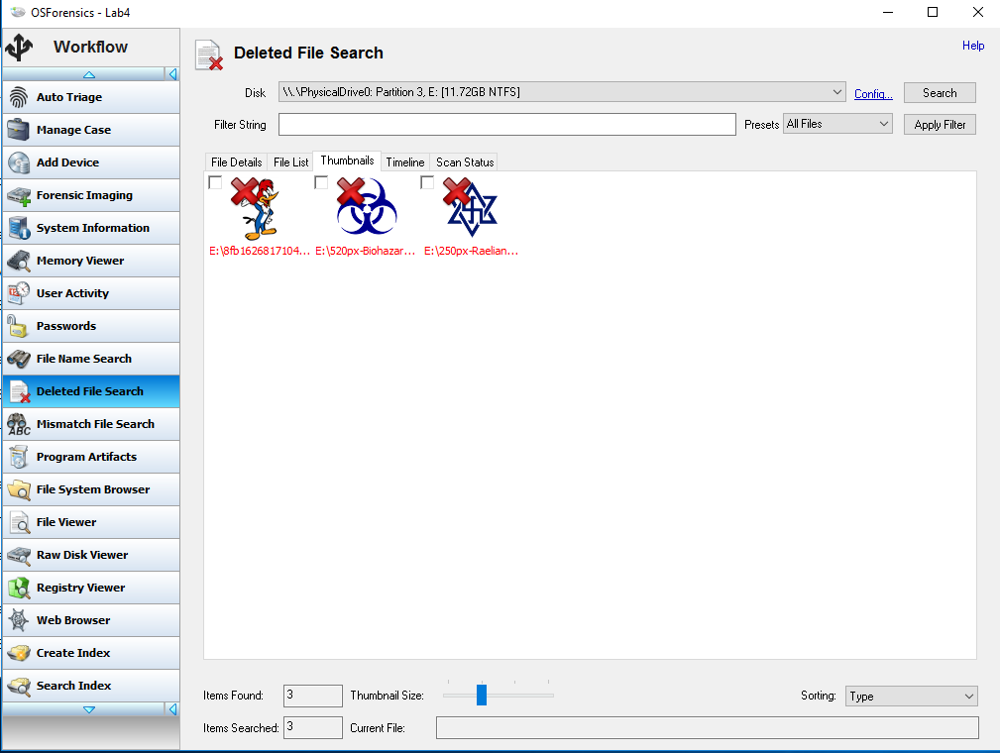 OSForensics - Lab4
Workflow
Auto Triage
Manage Case
Add Device
Forensic Imaging
System Information
Memory Viewer
User Activity
Passwords
File Name Search
Deleted File Search
Mismatch File Search
Program Artifacts
File System Browser
File Viewer
Raw Disk Viewer
Registry Viewer
Web Browser
Create Index
Search Index
ABC
Deleted File Search
Help
Disk \\.\PhysicalDrive0: Partition 3, E: [11.72GB NTFS] Config... Search
Filter String Presets All Files Apply Filter
File Details File List Thumbnails Timeline Scan Status
E:\8fb1626817104... E:\520px-Biohazar... E:\250px-Raelian...
Items Found: 3 Thumbnail Size: Sorting: Type
Items Searched: 3 Current File: